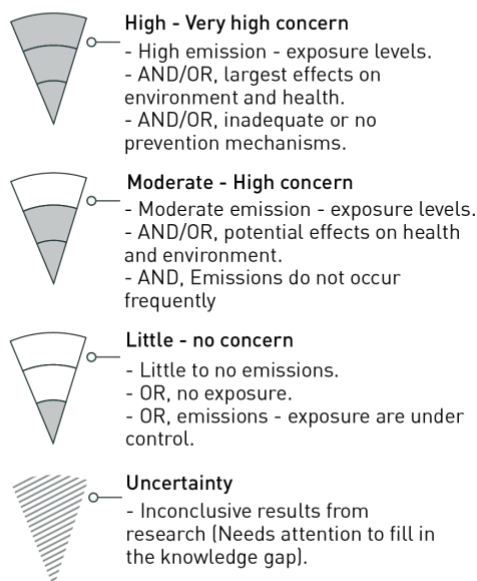 High - Very high concern
- High emission - exposure levels.
- AND/OR, largest effects on
environment and health.
- AND/OR, inadequate or no
prevention mechanisms.
Moderate - High concern
- Moderate emission - exposure levels.
- AND/OR, potential effects on health
and environment.
- AND, Emissions do not occur
frequently
Little - no concern
- Little to no emissions.
- OR, no exposure.
- OR, emissions - exposure are under
control.
Uncertainty
- Inconclusive results from
research (Needs attention to fill in
the knowledge gap).